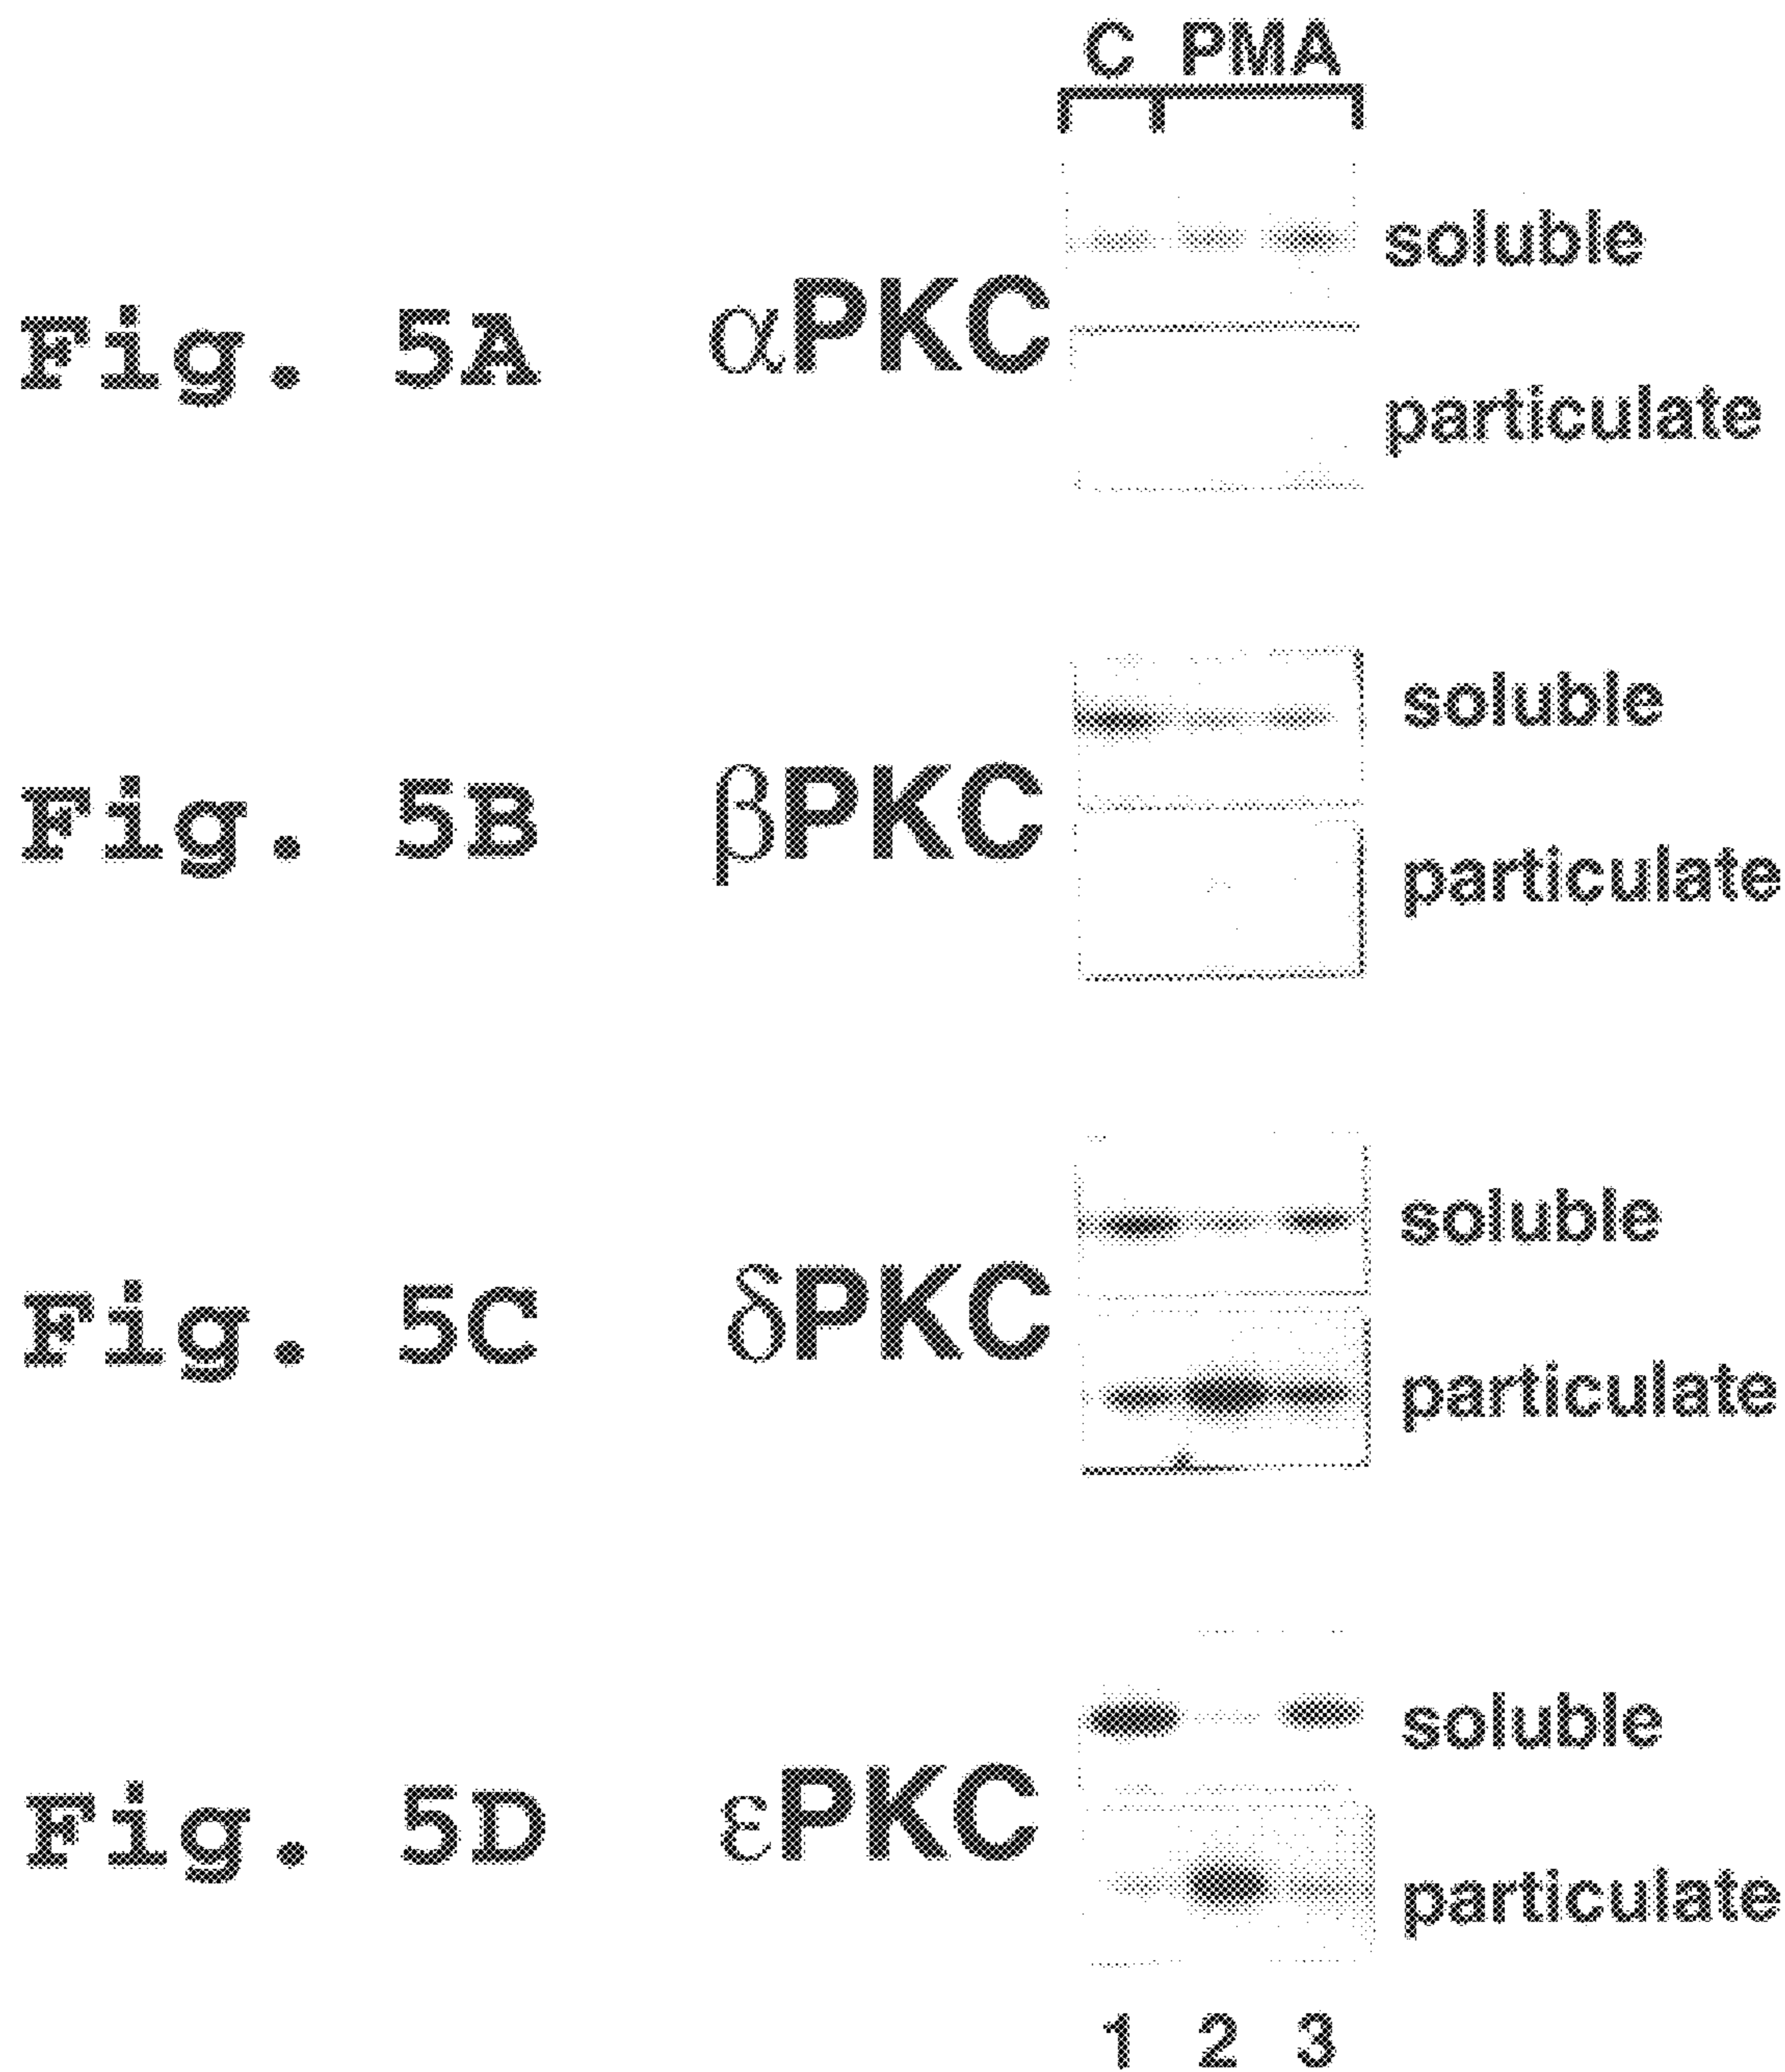 C PMA
soluble
Fig. 5A αPKC
particulate
soluble
Fig. 5B βPKC
particulate
soluble
Fig. 5C δPKC
particulate
soluble
Fig. 5D εPKC
particulate
1 2 3